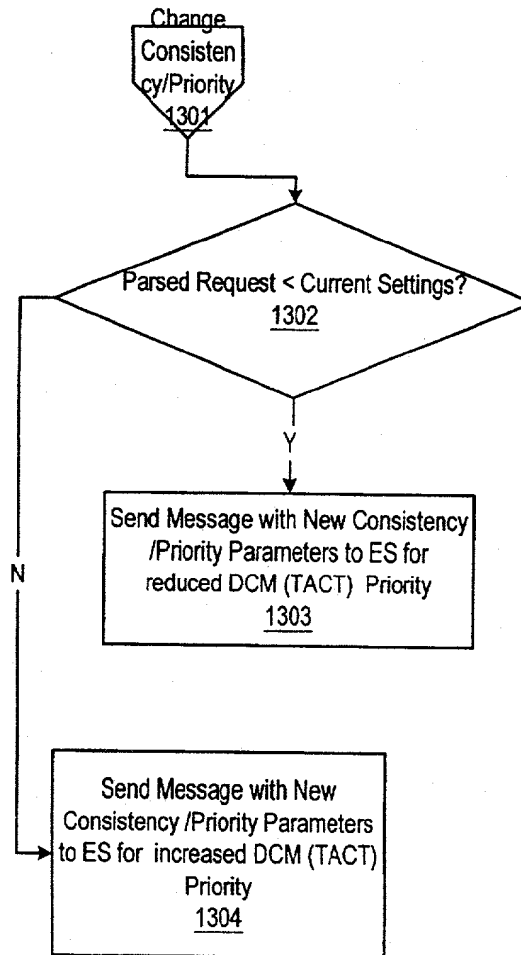 Change
Consisten
cy/Priority
1301
Parsed Request < Current Settings?
1302
Y
Send Message with New Consistency
/Priority Parameters to ES for
reduced DCM (TACT) Priority
1303
N
Send Message with New
Consistency /Priority Parameters
to ES for increased DCM (TACT)
Priority
1304